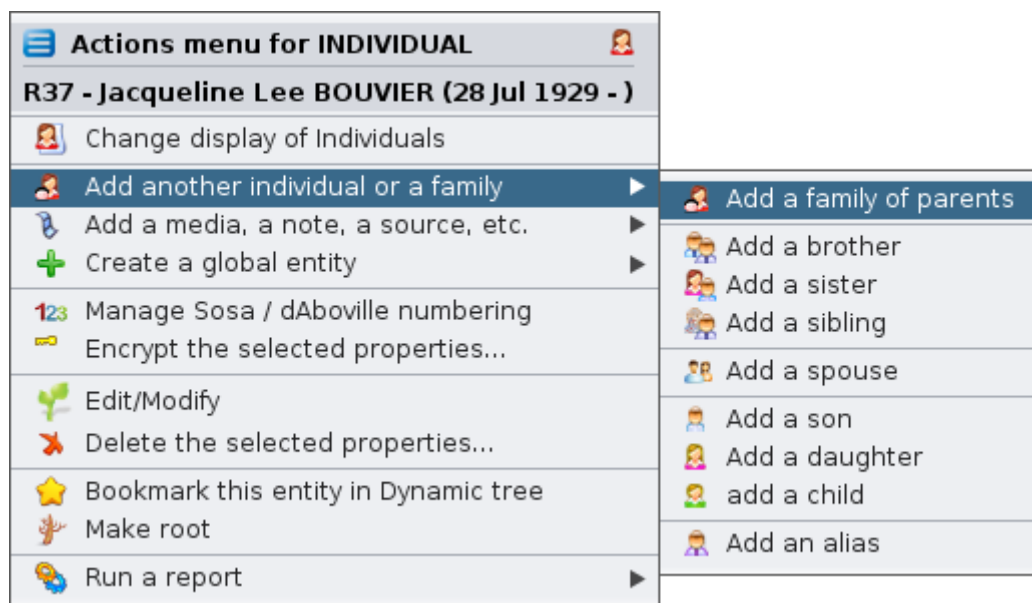 Actions menu for INDIVIDUAL
R37 - Jacqueline Lee BOUVIER (28 Jul 1929 - )
Change display of Individuals
Add another individual or a family
Add a media, a note, a source, etc.
Create a global entity
123 Manage Sosa / dAboville numbering
Encrypt the selected properties...
Edit/Modify
Delete the selected properties...
Bookmark this entity in Dynamic tree
Make root
Run a report
Add a family of parents
Add a brother
Add a sister
Add a sibling
Add a spouse
Add a son
Add a daughter
add a child
Add an alias